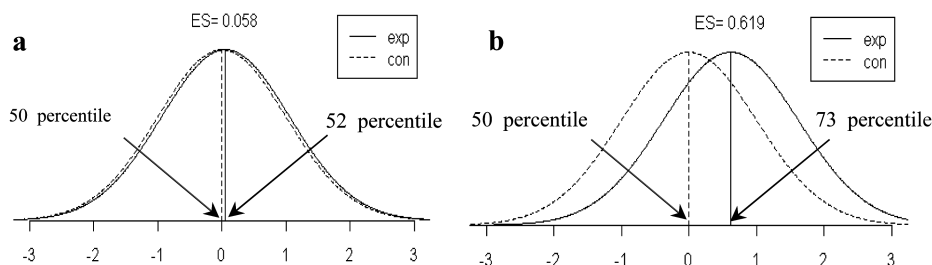 a
ES= 0.058
exp
con
50 percentile
52 percentile
-3 -2 -1 0 1 2 3
b
ES= 0.619
exp
con
50 percentile
73 percentile
-3 -2 -1 0 1 2 3